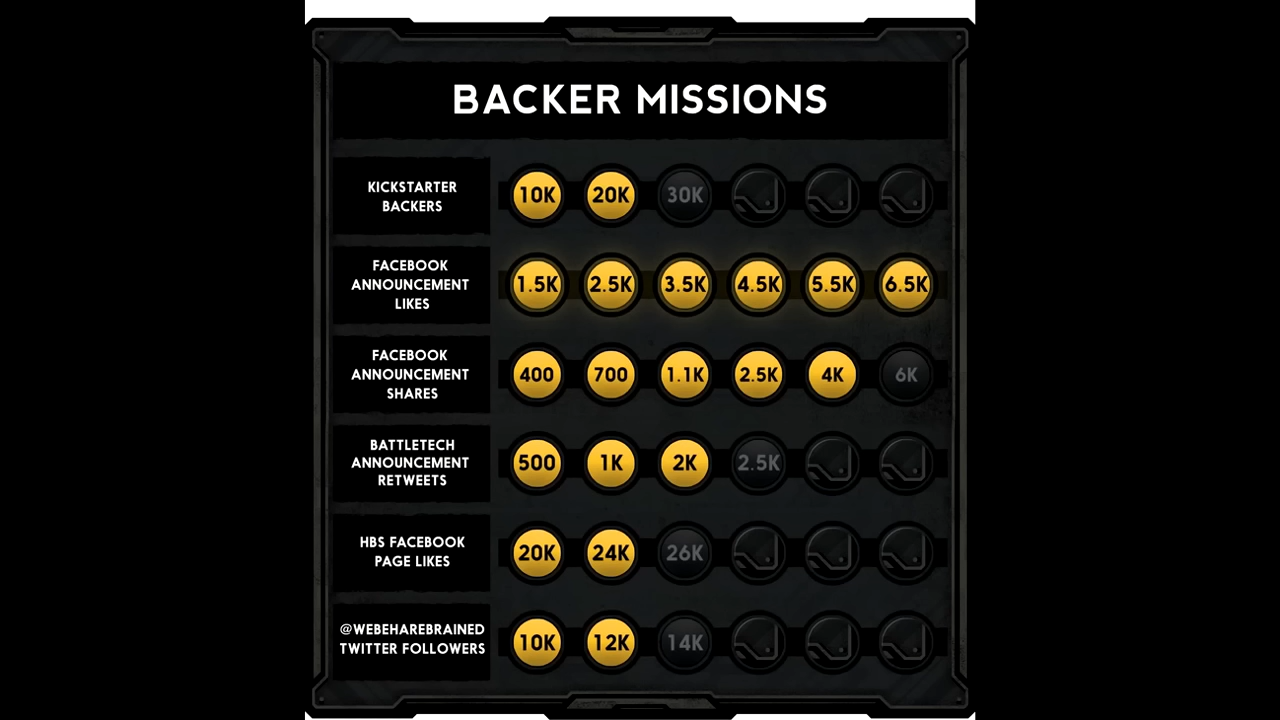 BACKER MISSIONS
KICKSTARTER
BACKERS
10K 20K 30K
FACEBOOK
ANNOUNCEMENT
LIKES
1.5K 2.5K 3.5K 4.5K 5.5K 6.5K
FACEBOOK
ANNOUNCEMENT
SHARES
400 700 1.1K 2.5K 4K 6K
BATTLETECH
ANNOUNCEMENT
RETWEETS
500 1K 2K 2.5K
HBS FACEBOOK
PAGE LIKES
20K 24K 26K
@WEBEHAREBRAINED
TWITTER FOLLOWERS
10K 12K 14K